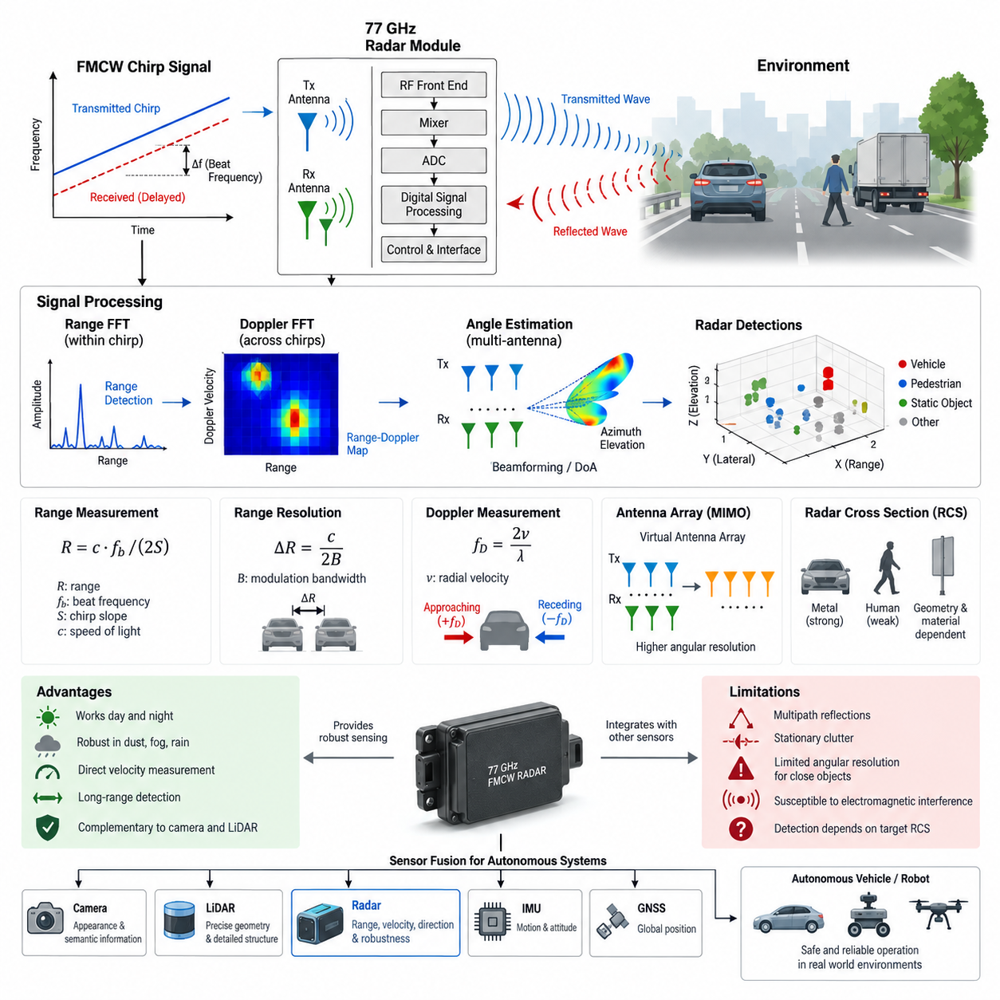 77 GHz
Radar Module
FMCW Chirp Signal
Environment
Frequency
Transmitted Chirp
Δf (Beat
Frequency)
Received (Delayed)
Time
Tx
Antenna
Rx
Antenna
RF Front End
Mixer
ADC
Digital Signal
Processing
Control & Interface
Transmitted Wave
Reflected Wave
Signal Processing
Range FFT
(within chirp)
Amplitude
Range
Detection
Range
Doppler FFT
(across chirps)
Doppler Velocity
Range
Range-Doppler
Map
Angle Estimation
(multi-antenna)
Tx
Rx
Azimuth
Elevation
Beamforming / DoA
Radar Detections
Z (Elevation)
Y (Lateral)
1
X (Range)
2
Vehicle
Pedestrian
Static Object
Other
Range Measurement
R = c · f_b / (2S)
R: range
f_b: beat frequency
S: chirp slope
c: speed of light
Range Resolution
ΔR = c / 2B
B: modulation bandwidth
ΔR
Doppler Measurement
f_D = 2v / λ
v: radial velocity
Approaching
(+f_D)
Receding
(−f_D)
Antenna Array (MIMO)
Virtual Antenna Array
Tx
Rx
Higher angular resolution
Radar Cross Section (RCS)
Metal
(strong)
Human
(weak)
Geometry &
material
dependent
Advantages
Works day and night
Robust in dust, fog, rain
Direct velocity measurement
Long-range detection
Complementary to camera and LiDAR
Provides
robust sensing
77 GHz
FMCW RADAR
Integrates with
other sensors
Limitations
Multipath reflections
Stationary clutter
Limited angular resolution
for close objects
Susceptible to electromagnetic interference
Detection depends on target RCS
Sensor Fusion for Autonomous Systems
Camera
Appearance &
semantic information
LiDAR
Precise geometry
& detailed structure
Radar
Range, velocity, direction
& robustness
IMU
Motion & attitude
GNSS
Global position
Autonomous Vehicle / Robot
Safe and reliable operation
in real world environments